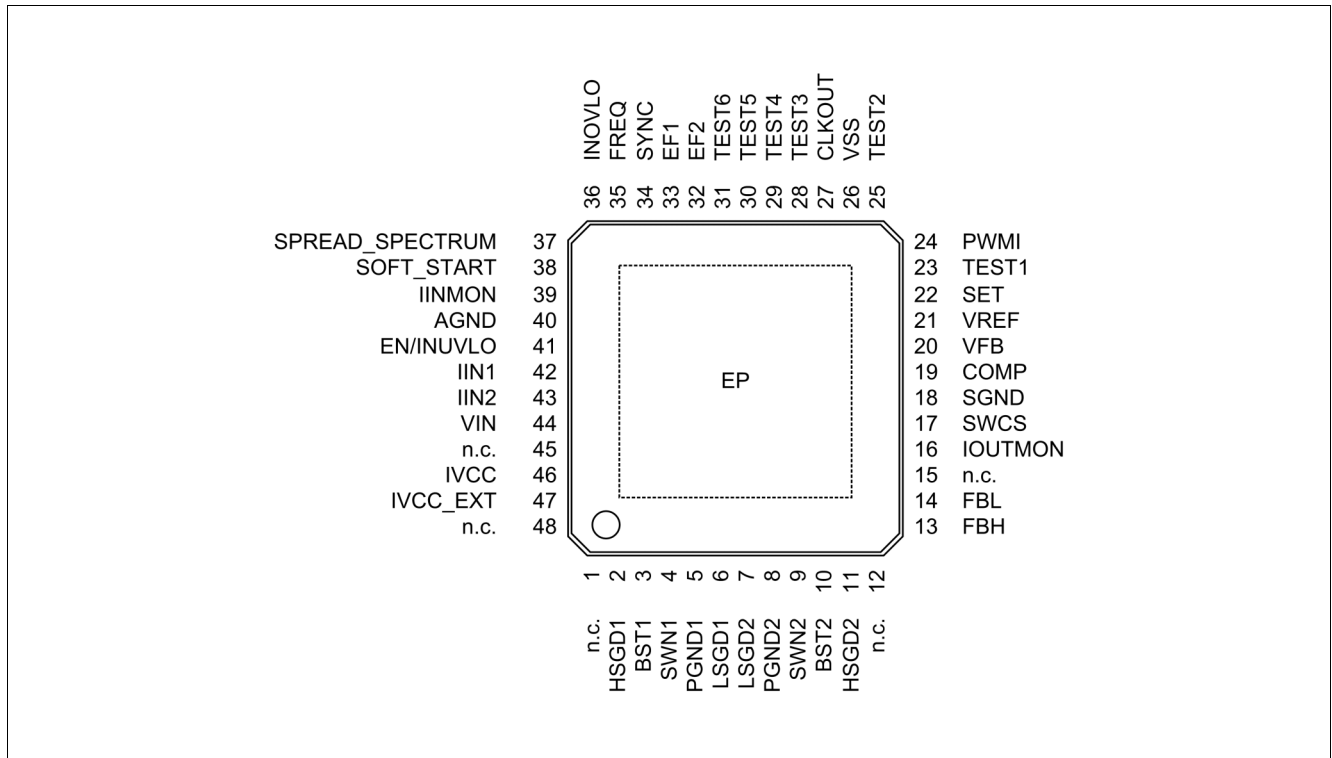 INOVLO FREQ SYNC EF1 EF2 TEST6 TEST5 TEST4 TEST3 CLKOUT VSS TEST2
36 35 34 33 32 31 30 29 28 27 26 25
SPREAD_SPECTRUM 37
SOFT_START 38
IINMON 39
AGND 40
EN/INUVLO 41
IIN1 42
IIN2 43
VIN 44
n.c. 45
IVCC 46
IVCC_EXT 47
n.c. 48
EP
24 PWMI
23 TEST1
22 SET
21 VREF
20 VFB
19 COMP
18 SGND
17 SWCS
16 IOUTMON
15 n.c.
14 FBL
13 FBH
1 2 3 4 5 6 7 8 9 10 11 12
n.c. HSGD1 BST1 SWN1 PGND1 LSGD1 LSGD2 PGND2 SWN2 BST2 HSGD2 n.c.